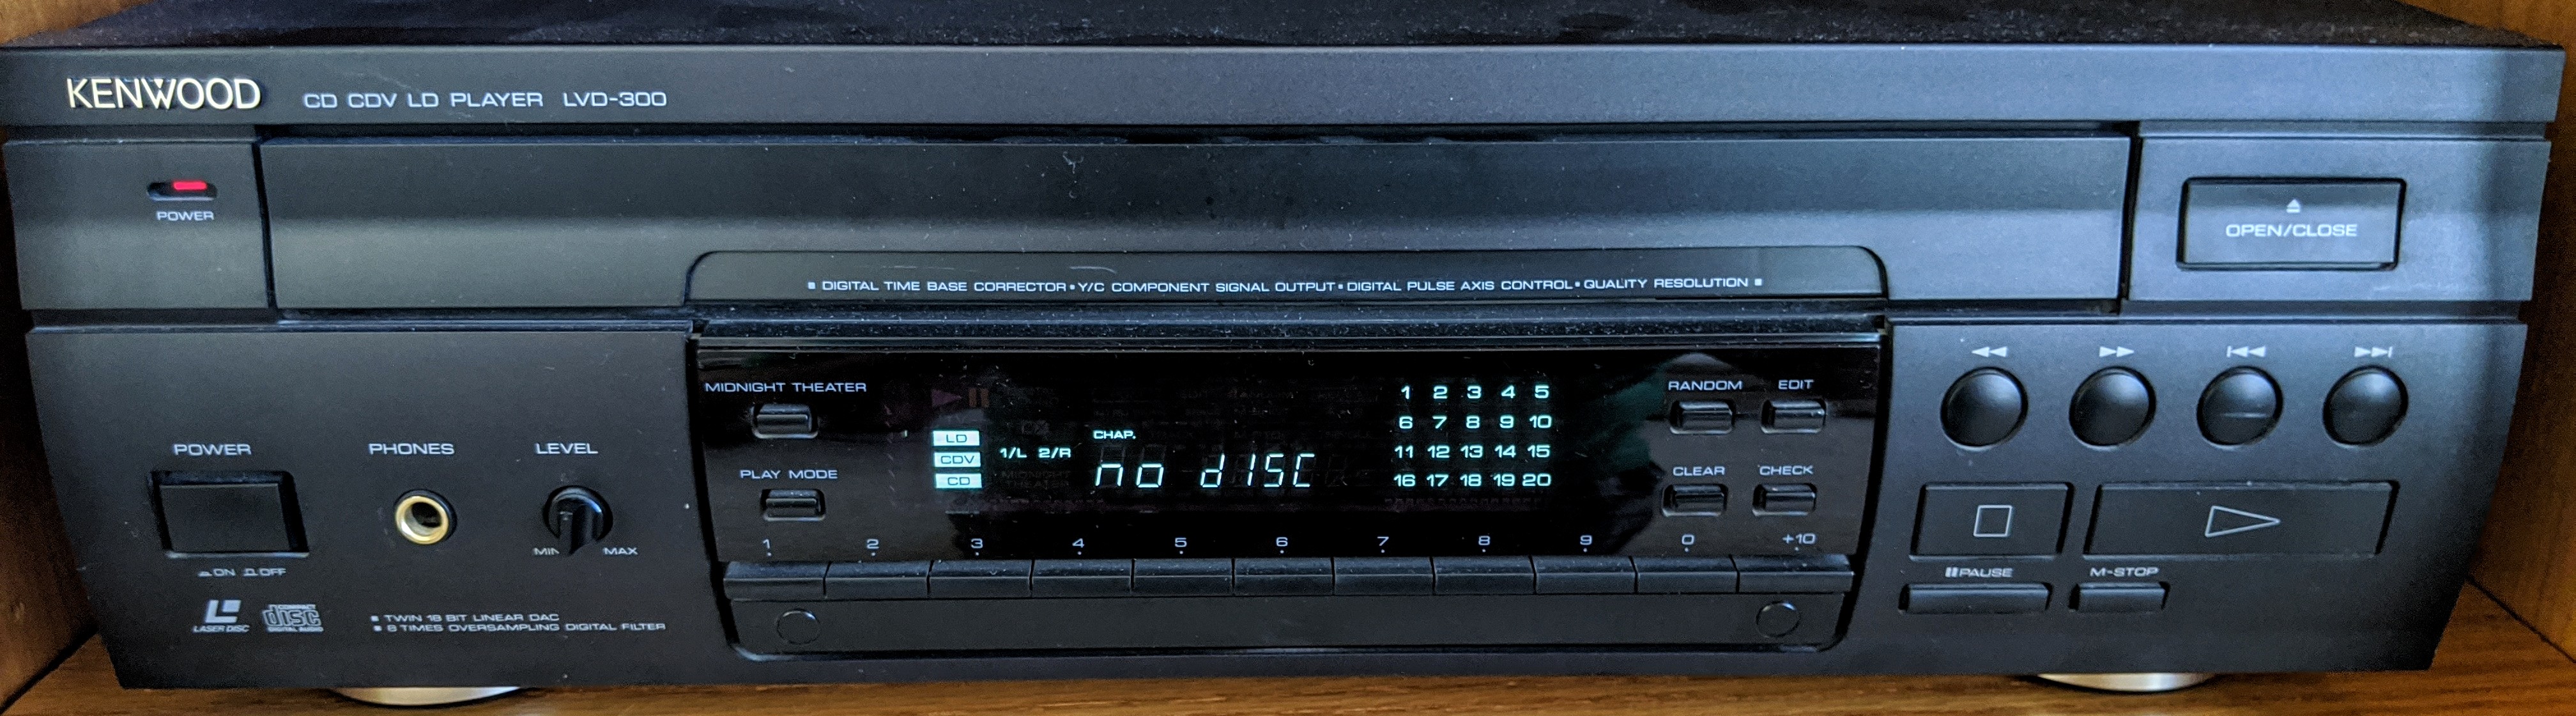 KENWOOD CD CDV LD PLAYER LVD-300
POWER
OPEN/CLOSE
DIGITAL TIME BASE CORRECTOR▪Y/C COMPONENT SIGNAL OUTPUT▪DIGITAL PULSE AXIS CONTROL▪QUALITY RESOLUTION
POWER
ON OFF
PHONES
LEVEL
MIN MAX
LASER DISC
COMPACT
disc
DIGITAL AUDIO
TWIN 18 BIT LINEAR DAC
8 TIMES OVERSAMPLING DIGITAL FILTER
MIDNIGHT THEATER
PLAY MODE
LD
CDV
CD
1/L 2/R
CHAP.
no dISC
1 2 3 4 5
6 7 8 9 10
11 12 13 14 15
16 17 18 19 20
RANDOM EDIT
CLEAR CHECK
1 2 3 4 5 6 7 8 9 0 +10
PAUSE M-STOP